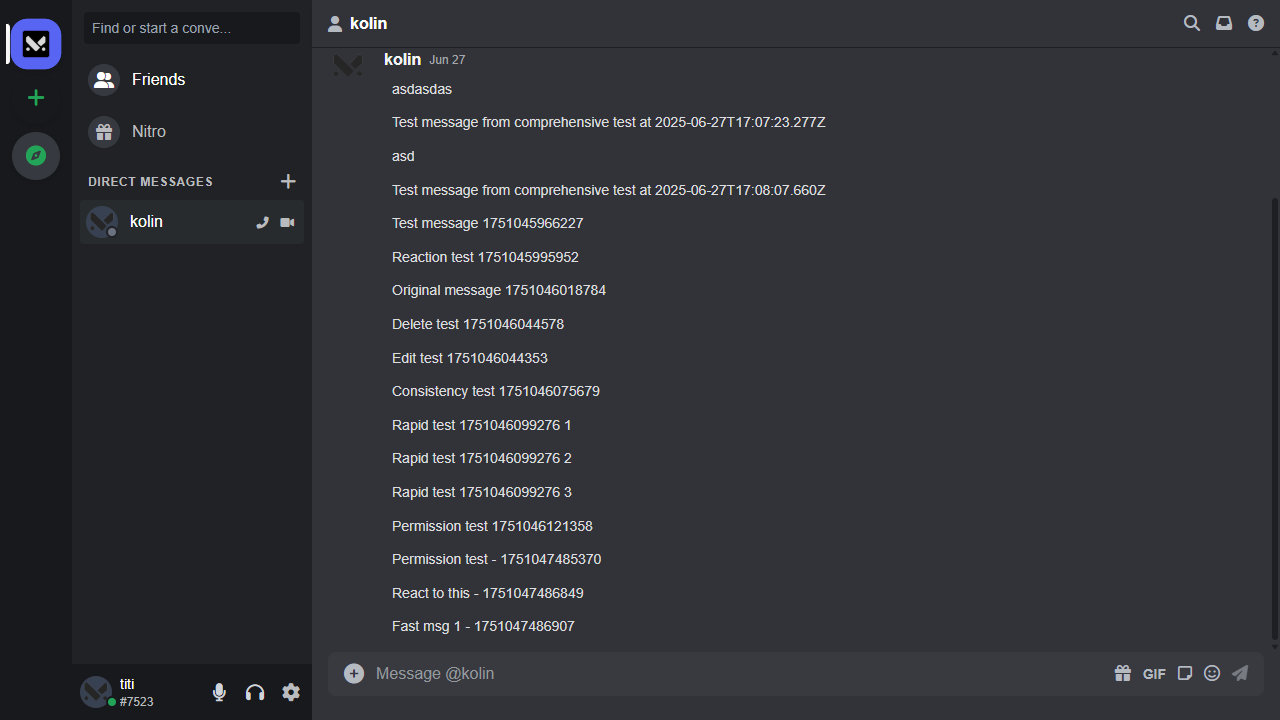 Find or start a conve...
Friends
Nitro
DIRECT MESSAGES
kolin
titi
#7523
kolin
kolin Jun 27
asdasdas
Test message from comprehensive test at 2025-06-27T17:07:23.277Z
asd
Test message from comprehensive test at 2025-06-27T17:08:07.660Z
Test message 1751045966227
Reaction test 1751045995952
Original message 1751046018784
Delete test 1751046044578
Edit test 1751046044353
Consistency test 1751046075679
Rapid test 1751046099276 1
Rapid test 1751046099276 2
Rapid test 1751046099276 3
Permission test 1751046121358
Permission test - 1751047485370
React to this - 1751047486849
Fast msg 1 - 1751047486907
Message @kolin
GIF